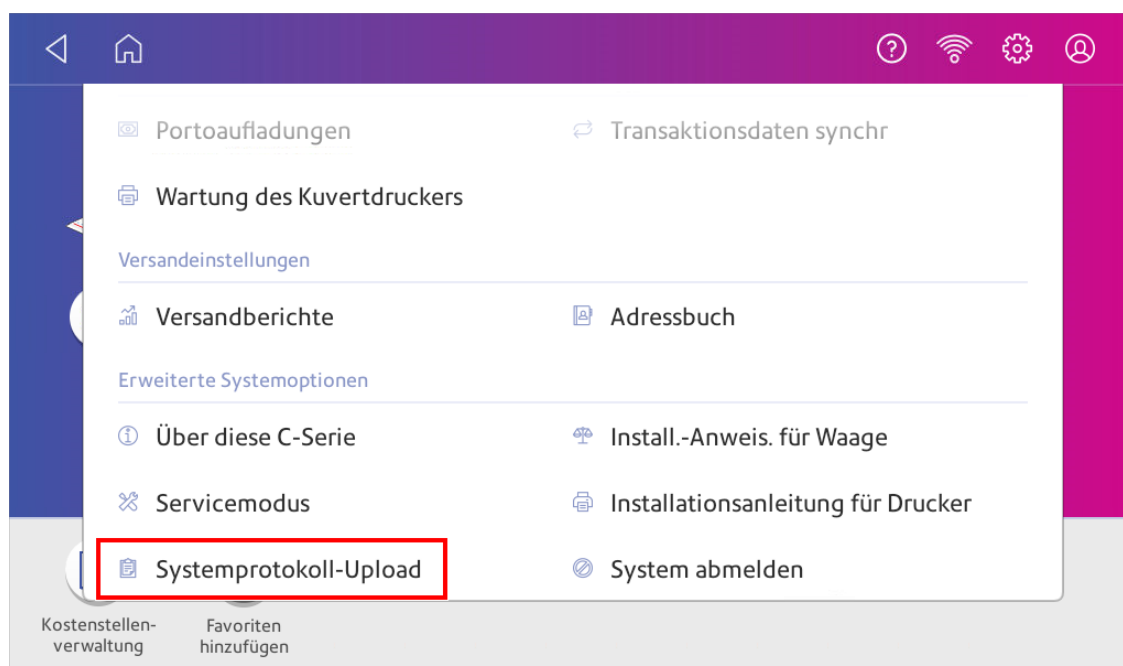 Portoaufladungen
Transaktionsdaten synchr
Wartung des Kuvertdruckers
Versandeinstellungen
Versandberichte
Adressbuch
Erweiterte Systemoptionen
Über diese C-Serie
Install.-Anweis. für Waage
Servicemodus
Installationsanleitung für Drucker
Systemprotokoll-Upload
System abmelden
Kostenstellen-
verwaltung
Favoriten
hinzufügen